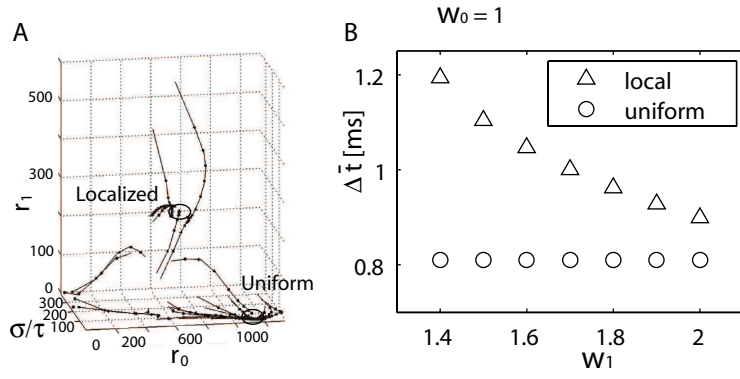 W₀ = 1
A
500
300
r₁
100
0
300
200
100
σ/τ
0
200
600
1000
r₀
Localized
Uniform
B
1.2
1
0.8
Δt̄ [ms]
local
uniform
1.4
1.6
1.8
2
W₁